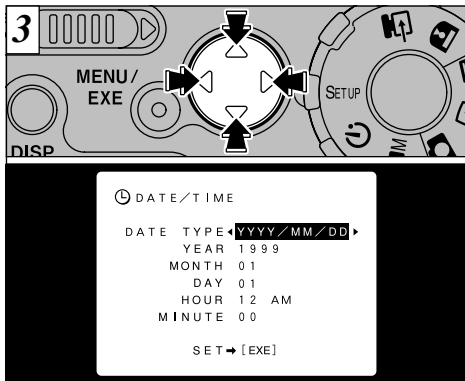 3
MENU /
EXE
SETUP
DISP
M
DATE/TIME
DATE TYPE YYYY/MM/DD
YEAR 1999
MONTH 01
DAY 01
HOUR 12 AM
MINUTE 00
SET➡[EXE]